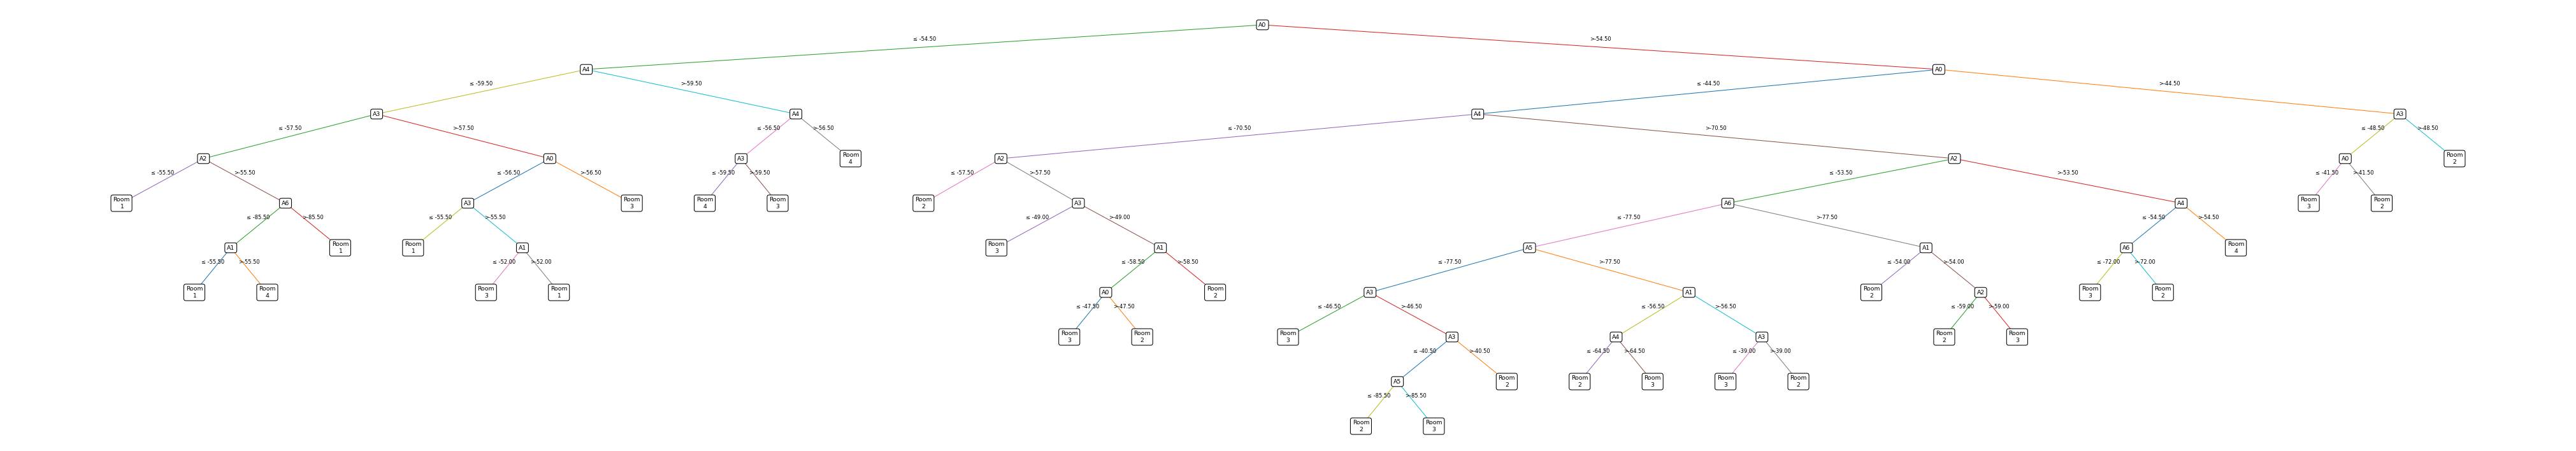 A0
≤ -54.50
>-54.50
A4
A0
≤ -59.50
>-59.50
≤ -44.50
>-44.50
A3
A4
A4
A3
≤ -57.50
>-57.50
≤ -56.50
>-56.50
≤ -70.50
>-70.50
≤ -48.50
>-48.50
A2
A0
A3
Room
4
A2
A2
A0
Room
2
≤ -55.50
>-55.50
≤ -56.50
>-56.50
≤ -59.50
>-59.50
≤ -57.50
>-57.50
≤ -53.50
>-53.50
≤ -41.50
>-41.50
Room
1
A6
A3
Room
3
Room
4
Room
3
Room
2
A3
A6
A4
Room
3
Room
2
≤ -85.50
>-85.50
≤ -55.50
>-55.50
≤ -49.00
>-49.00
≤ -77.50
>-77.50
≤ -54.50
>-54.50
A1
Room
1
Room
1
A1
Room
3
A1
A5
A1
A6
Room
4
≤ -55.50
>-55.50
≤ -52.00
>-52.00
≤ -58.50
>-58.50
≤ -77.50
>-77.50
≤ -54.00
>-54.00
≤ -72.00
>-72.00
Room
1
Room
4
Room
3
Room
1
A0
Room
2
A3
A1
Room
2
A2
Room
3
Room
2
≤ -47.50
>-47.50
≤ -46.50
>-46.50
≤ -56.50
>-56.50
≤ -59.00
>-59.00
Room
3
Room
2
Room
3
A3
A4
A3
Room
2
Room
3
≤ -40.50
>-40.50
≤ -64.50
>-64.50
≤ -39.00
>-39.00
A5
Room
2
Room
2
Room
3
Room
3
Room
2
≤ -85.50
>-85.50
Room
2
Room
3